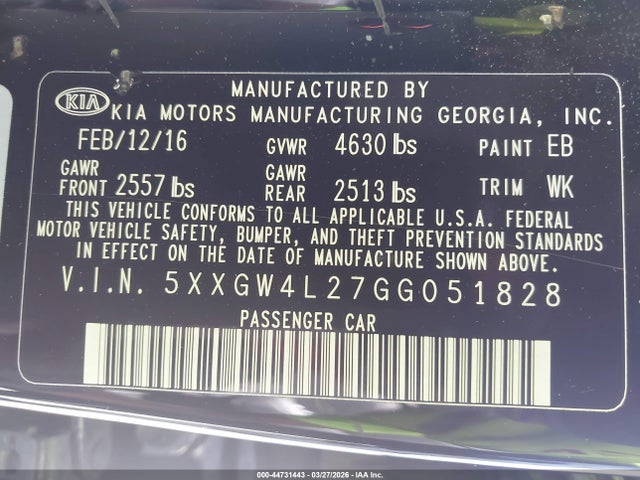 MANUFACTURED BY
KIA KIA MOTORS MANUFACTURING GEORGIA, INC.
FEB/12/16 GVWR 4630 lbs PAINT EB
GAWR FRONT 2557 lbs GAWR REAR 2513 lbs TRIM WK
THIS VEHICLE CONFORMS TO ALL APPLICABLE U.S.A. FEDERAL
MOTOR VEHICLE SAFETY, BUMPER, AND THEFT PREVENTION STANDARDS
IN EFFECT ON THE DATE OF MANUFACTURE SHOWN ABOVE.
V.I.N. 5XXGW4L27GG051828
PASSENGER CAR
000-44731443 | 03/27/2026 | IAA Inc.